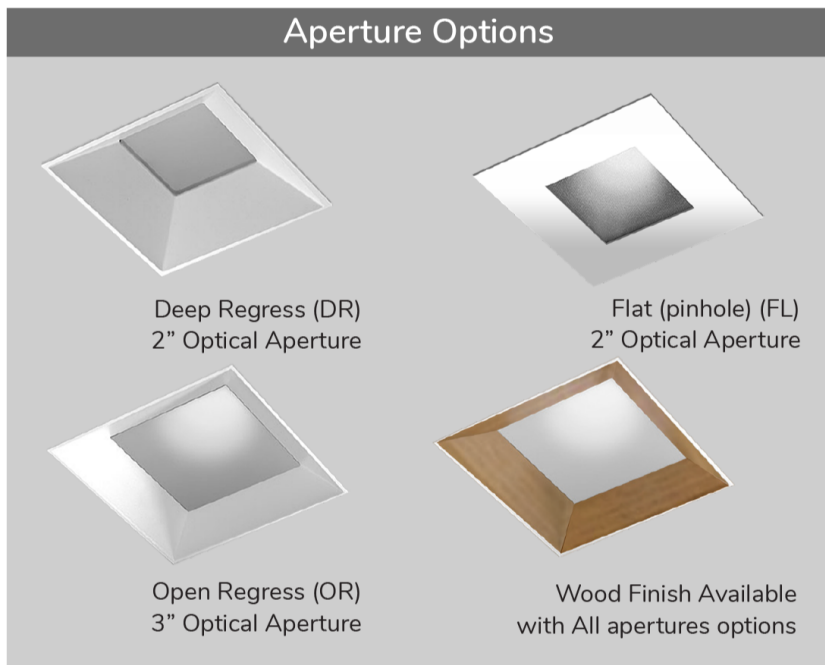 Aperture Options
Deep Regress (DR)
2” Optical Aperture
Flat (pinhole) (FL)
2” Optical Aperture
Open Regress (OR)
3” Optical Aperture
Wood Finish Available
with All apertures options